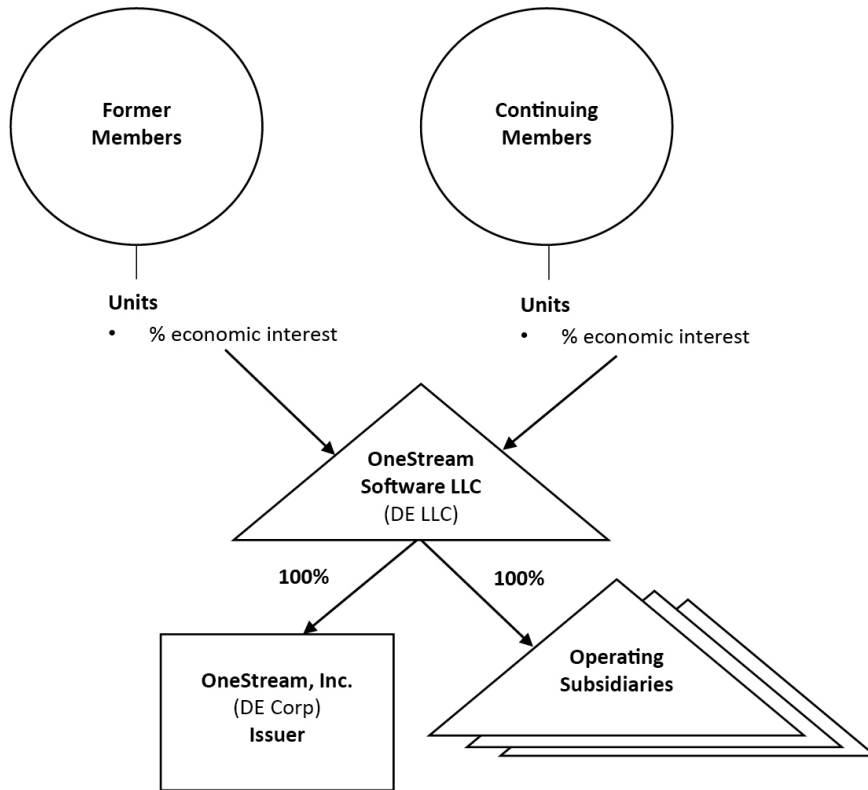 Former
Members
Continuing
Members
Units
• % economic interest
Units
• % economic interest
OneStream
Software LLC
(DE LLC)
100%
100%
OneStream, Inc.
(DE Corp)
Issuer
Operating
Subsidiaries